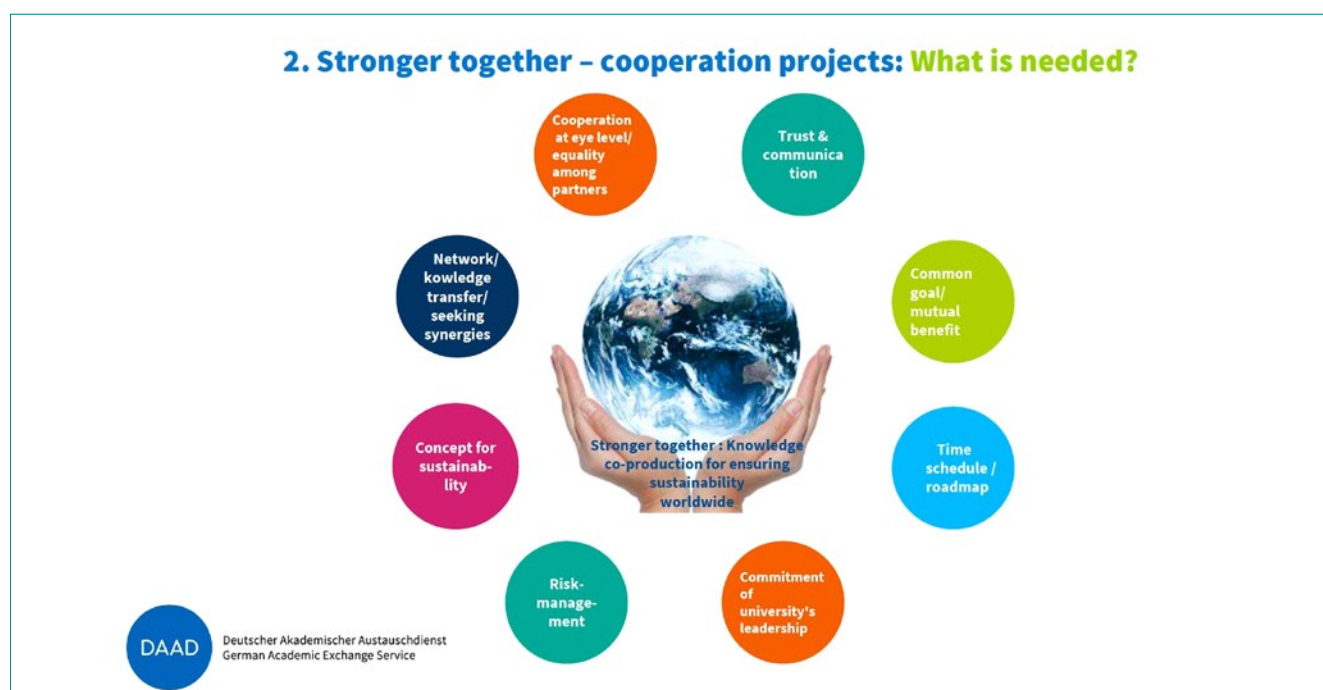 2. Stronger together – cooperation projects: What is needed?
Cooperation
at eye level/
equality
among
partners
Trust &
communica
tion
Network/
kowledge
transfer/
seeking
synergies
Common
goal/
mutual
benefit
Concept for
sustainab-
lity
Stronger together : Knowledge
co-production for ensuring
sustainability
worldwide
Time
schedule /
roadmap
Risk-
manage-
ment
Commitment
of
university's
leadership
DAAD
Deutscher Akademischer Austauschdienst
German Academic Exchange Service